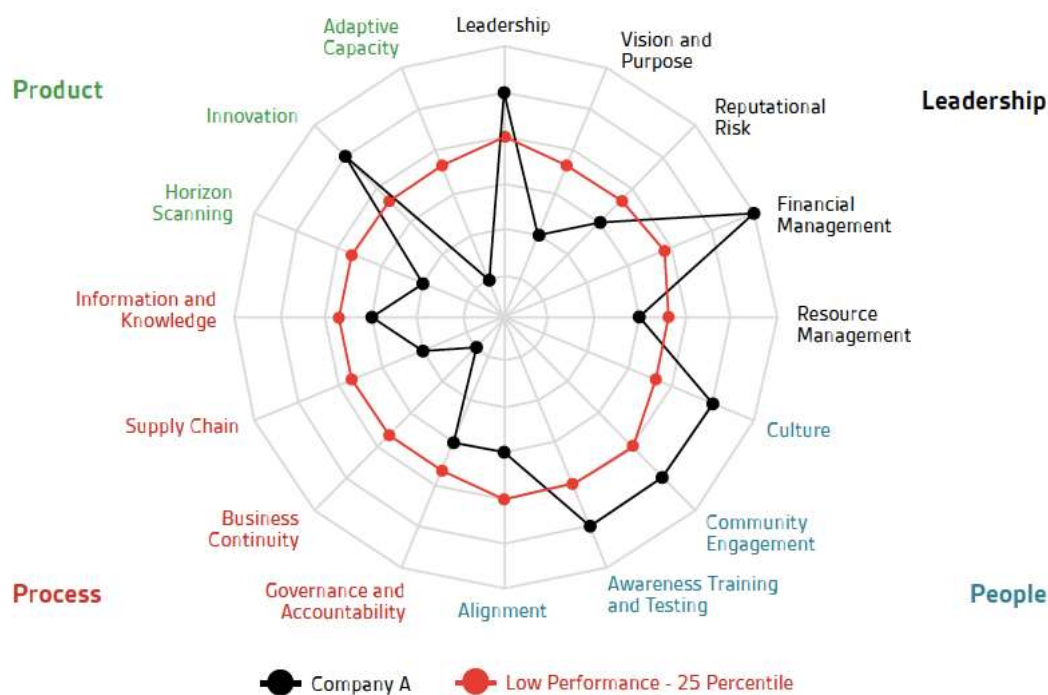 Adaptive
Capacity
Leadership
Vision and
Purpose
Product
Leadership
Innovation
Reputational
Risk
Horizon
Scanning
Financial
Management
Information and
Knowledge
Resource
Management
Supply Chain
Culture
Business
Continuity
Community
Engagement
Process
Governance and
Accountability
Alignment
Awareness Training
and Testing
People
Company A
Low Performance - 25 Percentile